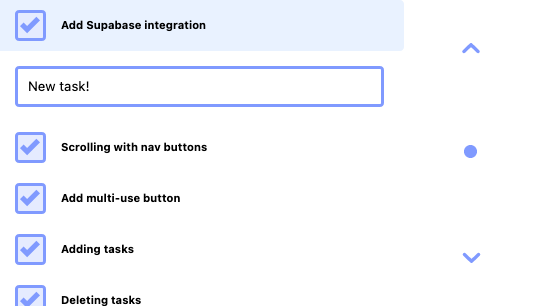 Add Supabase integration
New task!
Scrolling with nav buttons
Add multi-use button
Adding tasks
Deleting tasks